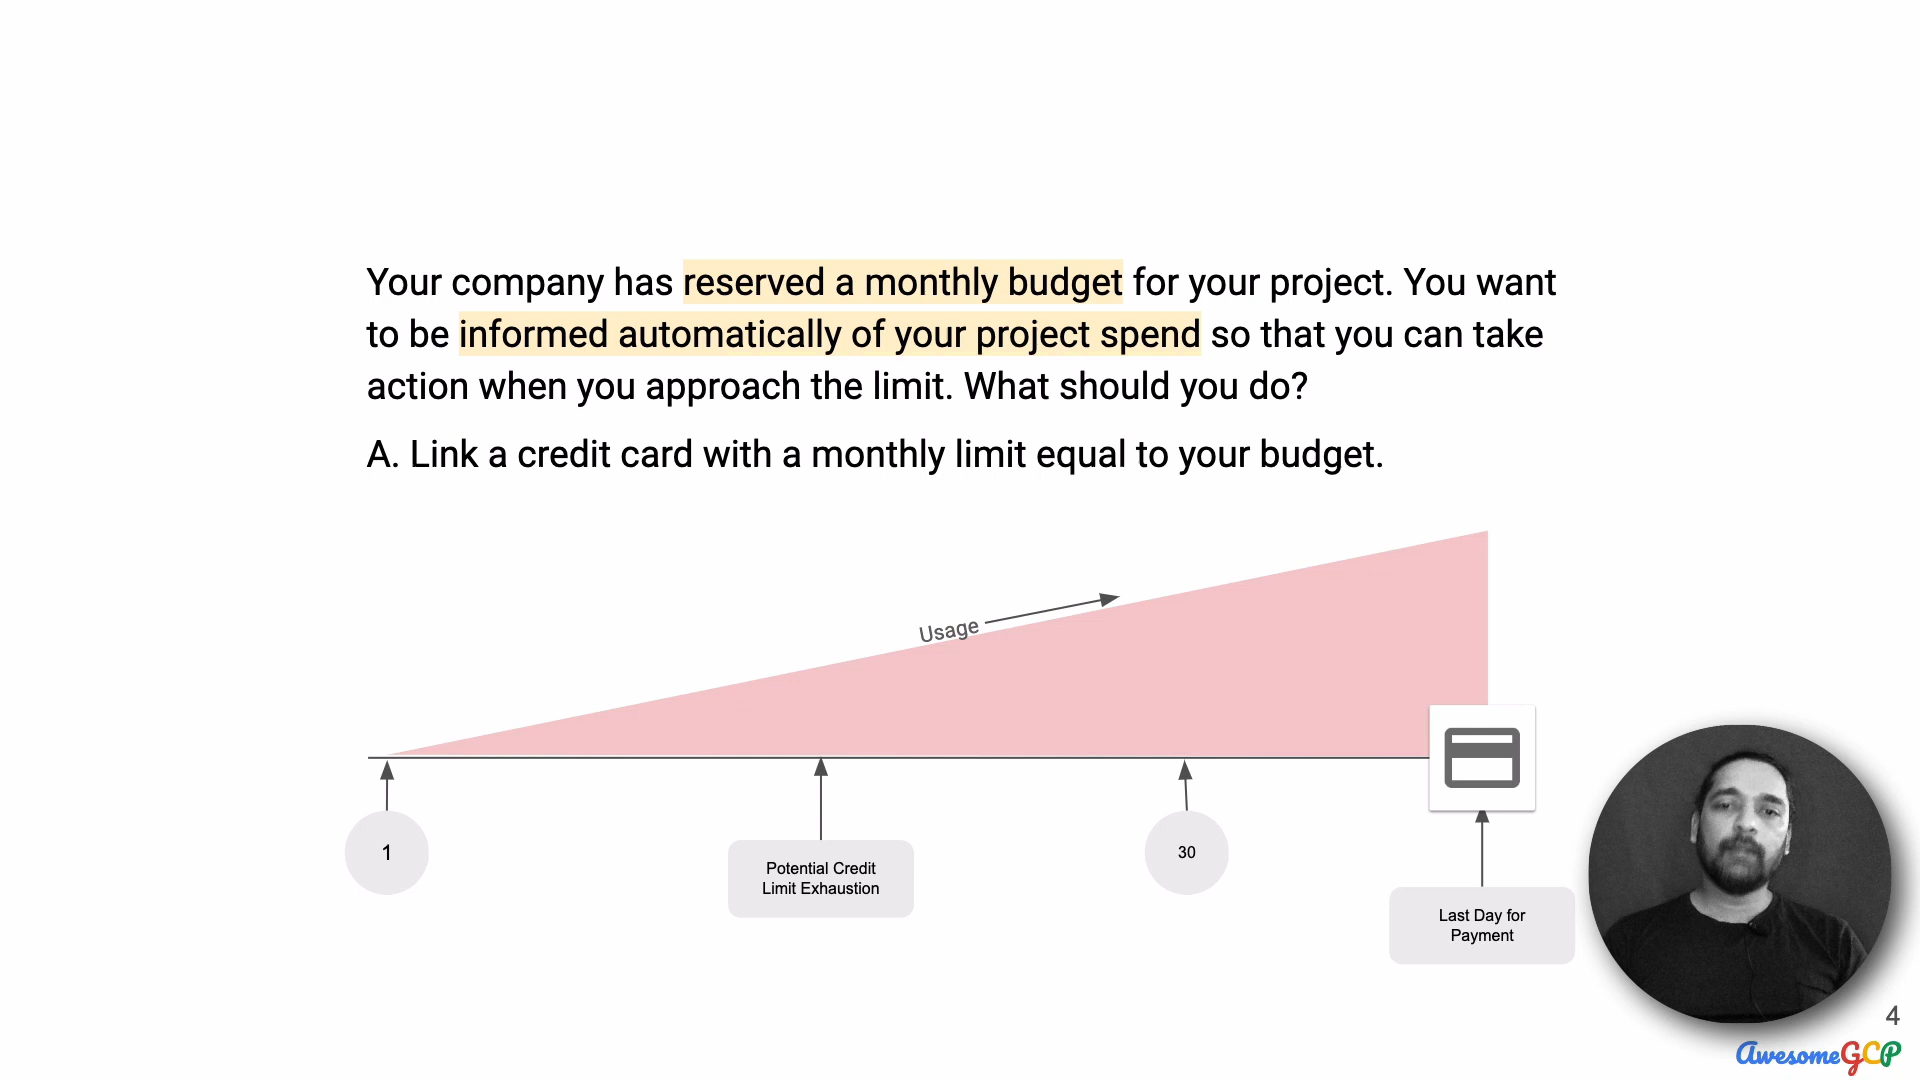 Your company has reserved a monthly budget for your project. You want
to be informed automatically of your project spend so that you can take
action when you approach the limit. What should you do?
A. Link a credit card with a monthly limit equal to your budget.
Usage
1
Potential Credit
Limit Exhaustion
30
Last Day for
Payment
4
AwesomeGCP